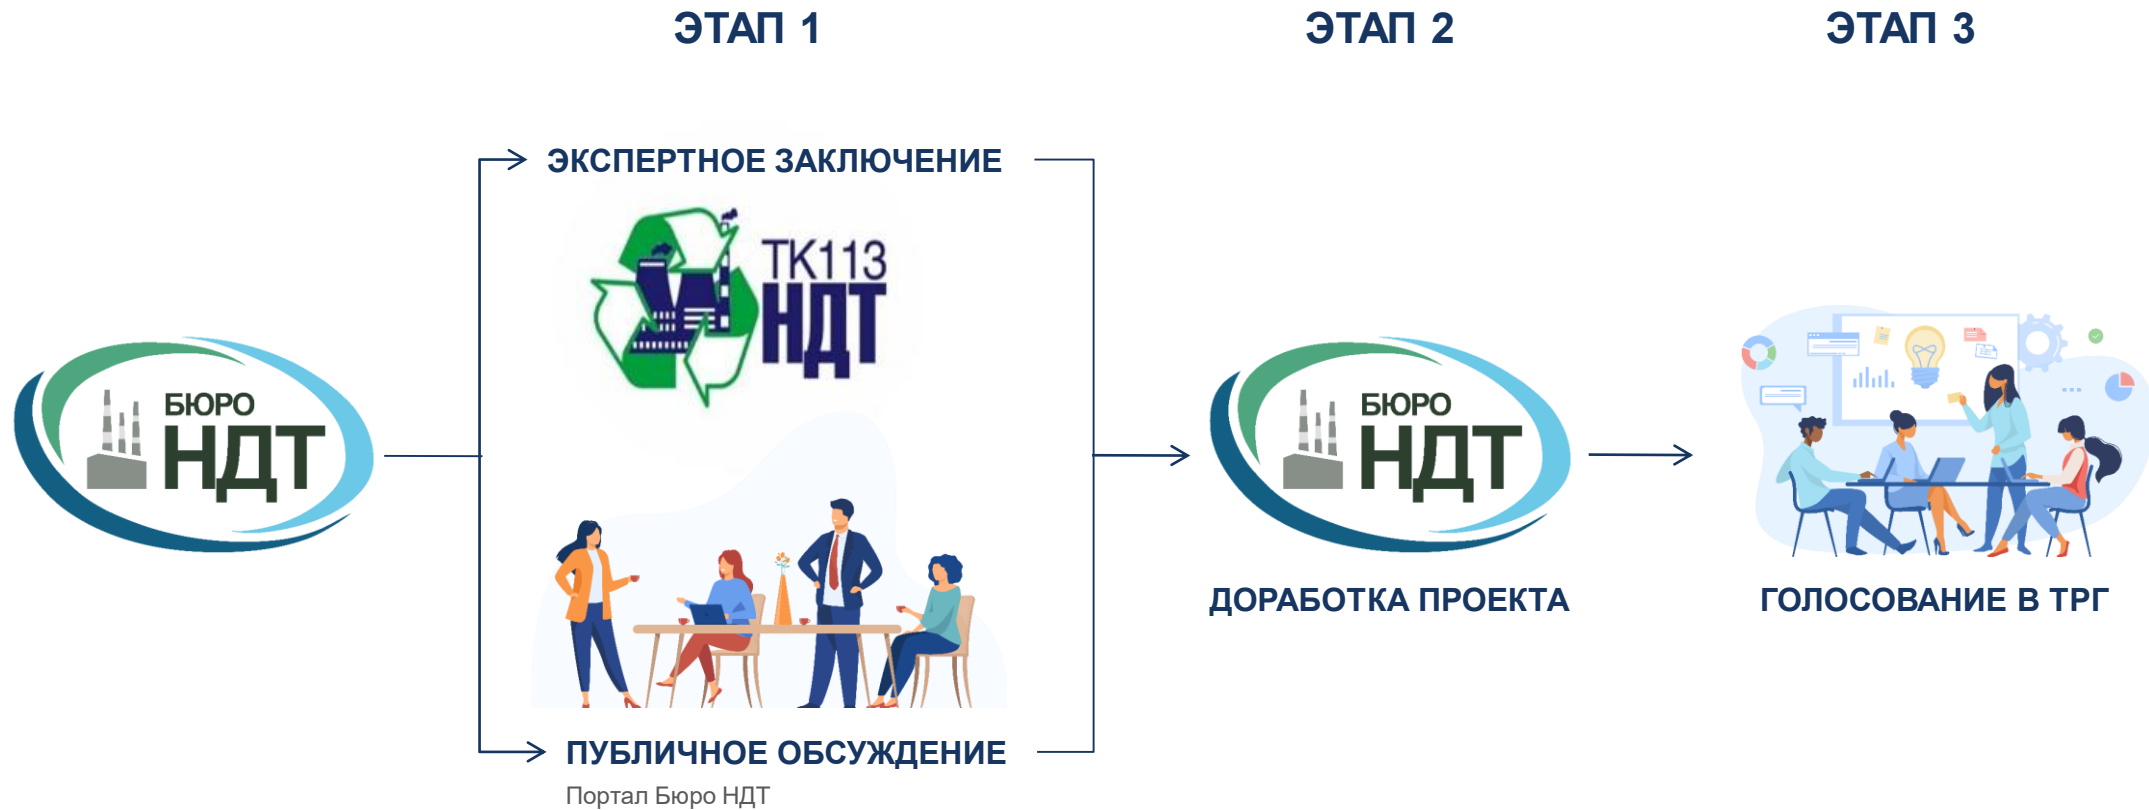 ЭТАП 1
ЭТАП 2
ЭТАП 3
ЭКСПЕРТНОЕ ЗАКЛЮЧЕНИЕ
ТК113
НДТ
БЮРО
НДТ
БЮРО
НДТ
ДОРАБОТКА ПРОЕКТА
ГОЛОСОВАНИЕ В ТРГ
ПУБЛИЧНОЕ ОБСУЖДЕНИЕ
Портал Бюро НДТ